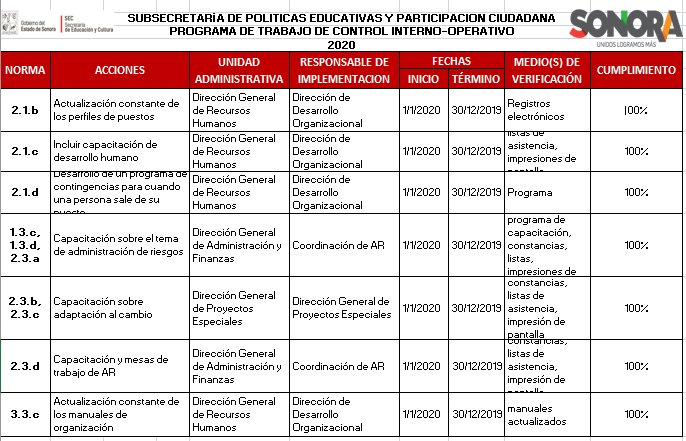 Gobierno del
Estado de Sonora
SEC
Secretaría
de Educación y Cultura
SUBSECRETARÍA DE POLITICAS EDUCATIVAS Y PARTICIPACION CIUDADANA
PROGRAMA DE TRABAJO DE CONTROL INTERNO-OPERATIVO
2020
SONORA
UNIDOS LOGRAMOS MÁS
NORMA
ACCIONES
UNIDAD
ADMINISTRATIVA
RESPONSABLE DE
IMPLEMENTACION
FECHAS
INICIO
TÉRMINO
MEDIO(S) DE
VERIFICACIÓN
CUMPLIMIENTO
2.1.b
Actualización constante de
los perfiles de puestos
Dirección General
de Recursos
Humanos
Dirección de
Desarrollo
Organizacional
1/1/2020
30/12/2019
Registros
electrónicos
100%
2.1.c
Incluir capacitación de
desarrollo humano
Dirección General
de Recursos
Humanos
Dirección de
Desarrollo
Organizacional
1/1/2020
30/12/2019
listas de
asistencia,
impresiones de
pantalla
100%
2.1.d
Desarrollo de un programa de
contingencias para cuando
una persona sale de su
puesto
Dirección General
de Recursos
Humanos
Dirección de
Desarrollo
Organizacional
1/1/2020
30/12/2019
Programa
100%
1.3.c,
1.3.d,
2.3.a
Capacitación sobre el tema
de administración de riesgos
Dirección General
de Administración y
Finanzas
Coordinación de AR
1/1/2020
30/12/2019
programa de
capacitación,
constancias,
listas,
impresiones de
100%
2.3.b,
2.3.c
Capacitación sobre
adaptación al cambio
Dirección General
de Proyectos
Especiales
Dirección General de
Proyectos Especiales
1/1/2020
30/12/2019
constancias,
listas de
asistencia,
impresión de
pantalla
100%
2.3.d
Capacitación y mesas de
trabajo de AR
Dirección General
de Administración y
Finanzas
Coordinación de AR
1/1/2020
30/12/2019
constancias,
listas de
asistencia,
impresión de
pantalla
100%
3.3.c
Actualización constante de
los manuales de
organización
Dirección General
de Recursos
Humanos
Dirección de
Desarrollo
Organizacional
1/1/2020
30/12/2019
manuales
actualizados
100%